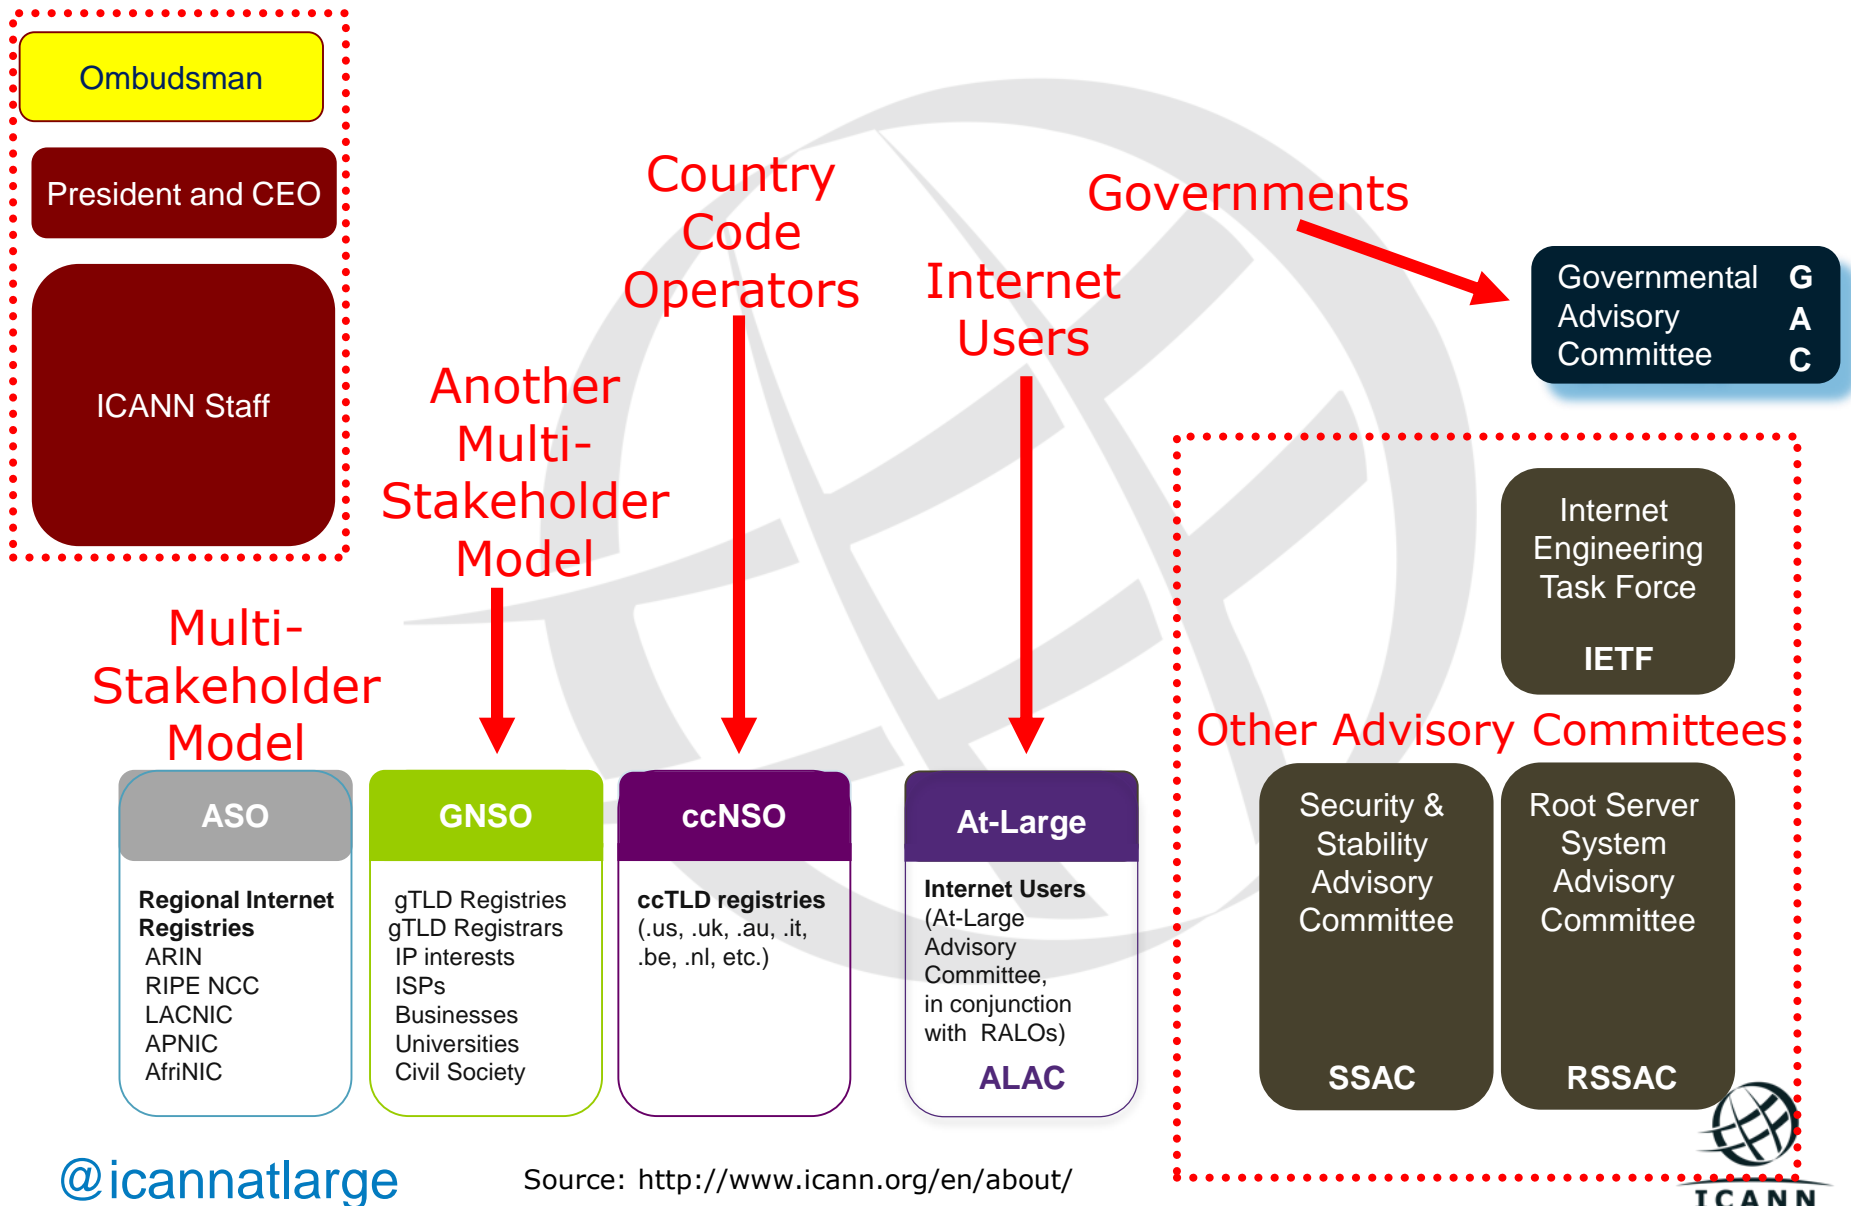 Ombudsman
President and CEO
ICANN Staff
Multi-
Stakeholder
Model
Another
Multi-
Stakeholder
Model
Country
Code
Operators
Internet
Users
Governments
Governmental G
Advisory A
Committee C
Internet
Engineering
Task Force
IETF
Other Advisory Committees
ASO
Regional Internet
Registries
ARIN
RIPE NCC
LACNIC
APNIC
AfriNIC
GNSO
gTLD Registries
gTLD Registrars
IP interests
ISPs
Businesses
Universities
Civil Society
ccNSO
ccTLD registries
(.us, .uk, .au, .it,
.be, .nl, etc.)
At-Large
Internet Users
(At-Large
Advisory
Committee,
in conjunction
with RALOs)
ALAC
Security &
Stability
Advisory
Committee
SSAC
Root Server
System
Advisory
Committee
RSSAC
@icannatlarge
Source: http://www.icann.org/en/about/
ICANN